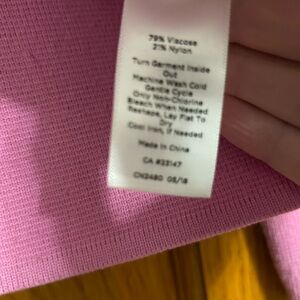 79% Viscose
21% Nylon
Turn Garment Inside
Out
Machine Wash Cold
Gentle Cycle
Only Non-Chlorine
Bleach When Needed
Reshape, Lay Flat To
Dry
Cool Iron, If Needed
Made in China
CA #33147
CN2480 05/18